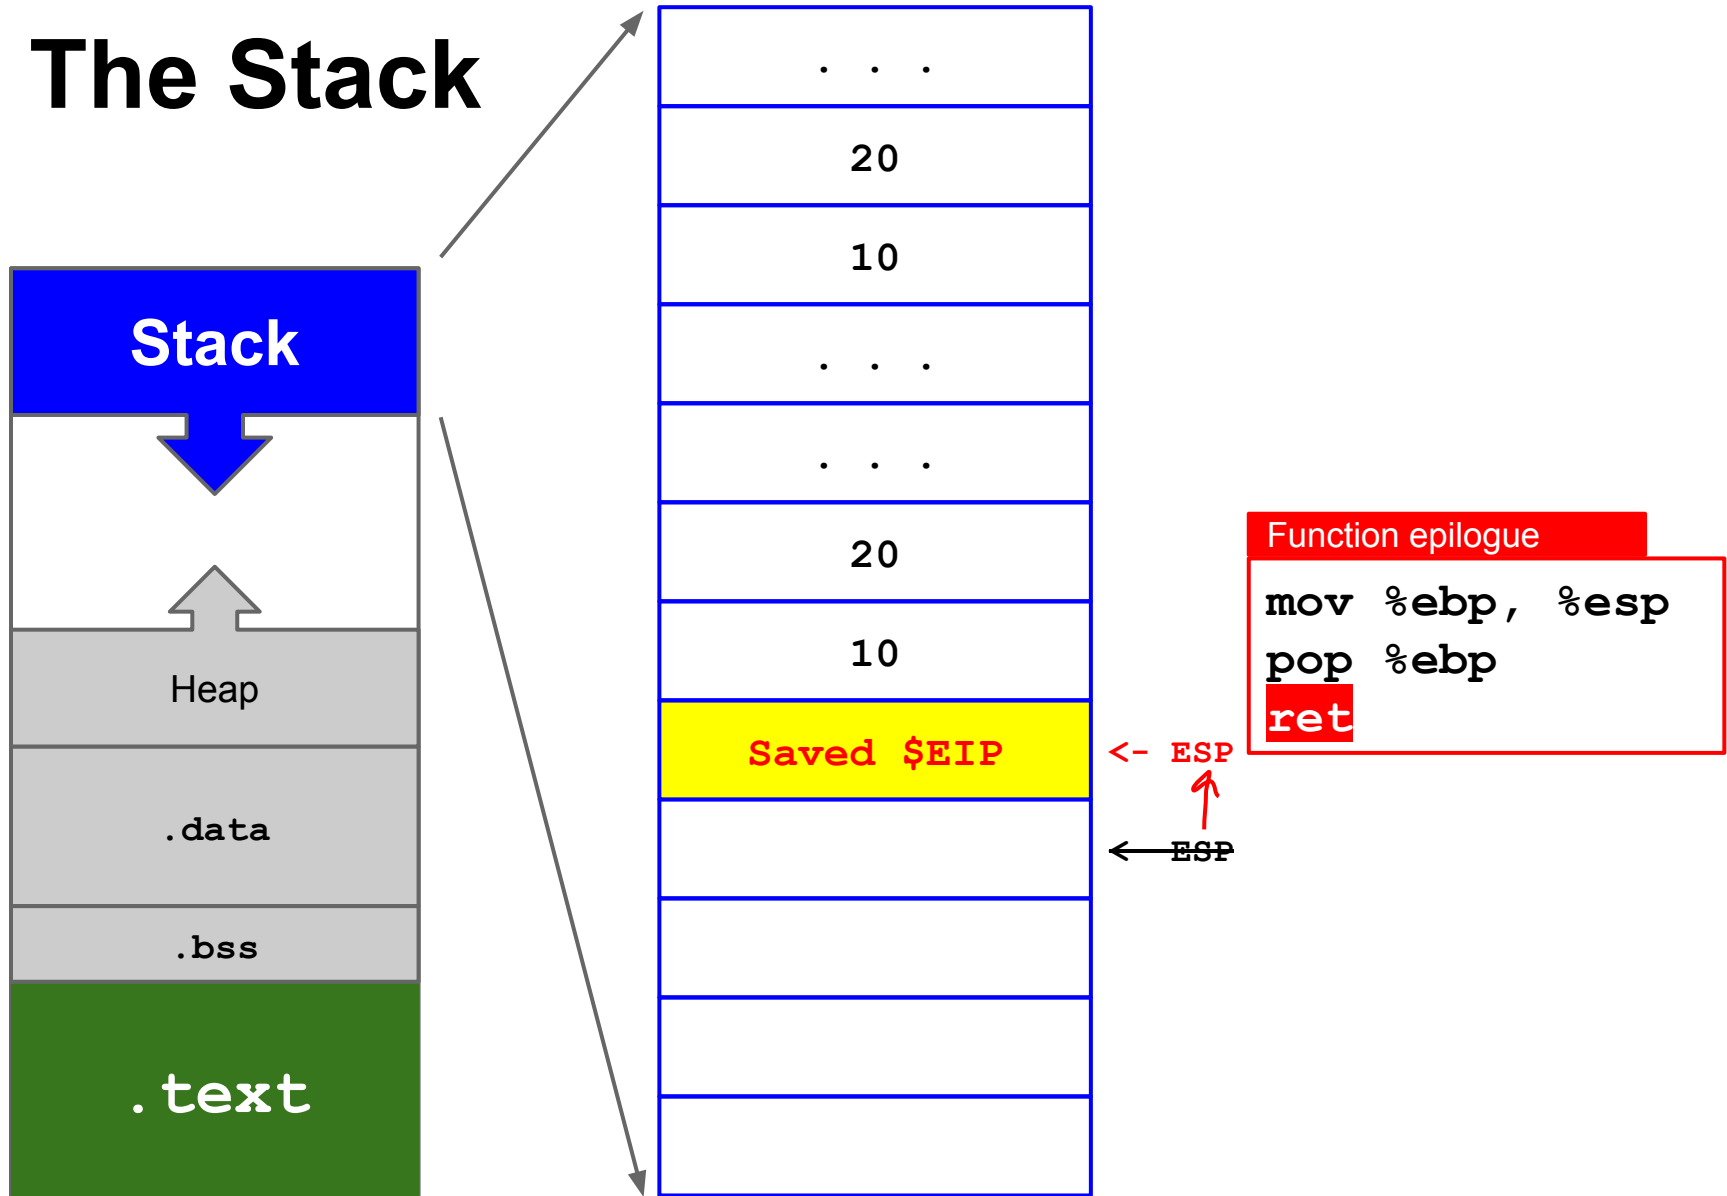 The Stack
Stack
Heap
.data
.bss
.text
. . .
20
10
. . .
. . .
20
10
Saved $EIP
<- ESP
<- ESP
Function epilogue
mov %ebp, %esp
pop %ebp
ret